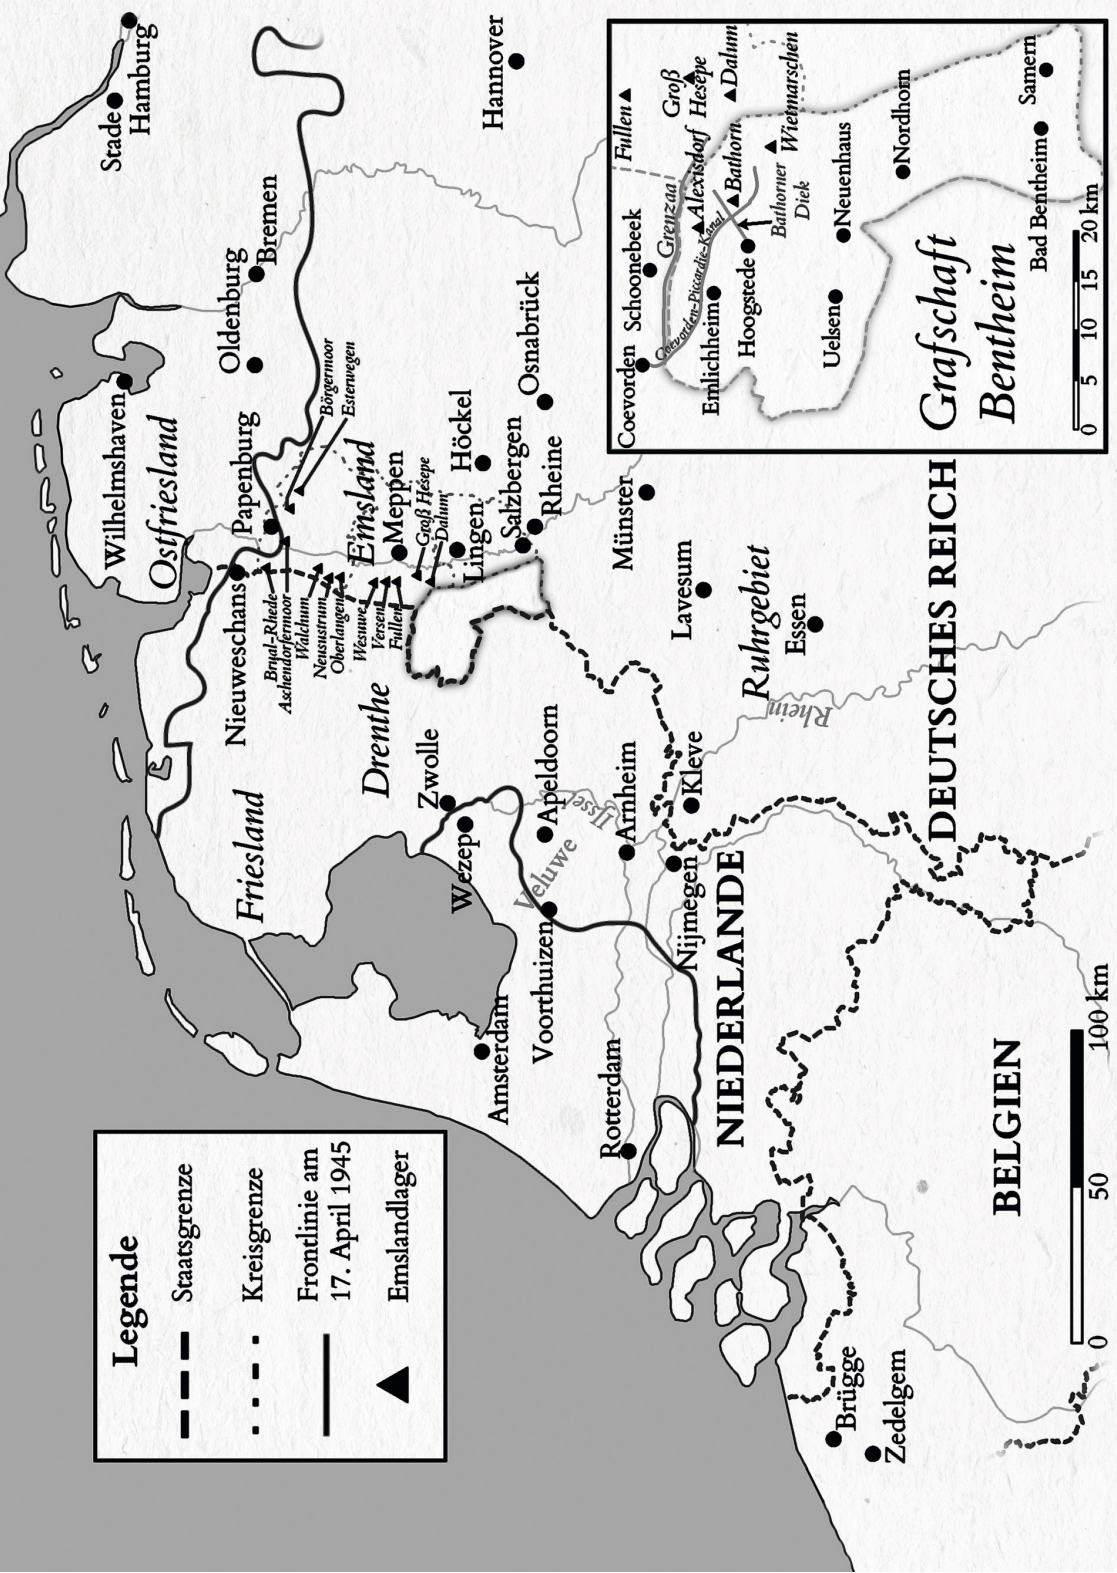 Legende
Staatsgrenze
Kreisgrenze
Frontlinie am
17. April 1945
Emslandlager
Hamburg
Stade
Hannover
Bremen
Oldenburg
Wilhelmshaven
Ostfriesland
Papenburg
Börgermoor
Esterwegen
Emsland
Meppen
Groß Hesepe
Dalum
Höckel
Lingen
Salzbergen
Rheine
Osnabrück
Münster
Nieuweschans
Brual-Rhede
Aschendorfermoor
Walchum
Neusustrum
Oberlangen
Wesuwe
Versen
Fullen
Drenthe
Friesland
Zwolle
Wezep
Apeldoorn
Veluwe
IJssel
Voorthuizen
Amsterdam
Arnheim
Kleve
Nijmegen
Rotterdam
NIEDERLANDE
Lavesum
Ruhrgebiet
Essen
Rhein
DEUTSCHES REICH
BELGIEN
Brügge
Zedelgem
0
50
100 km
Fullen
Groß
Hesepe
Dalum
Schoonebeek
Grenzaa
Alexisdorf
Bathorn
Wietmarschen
Coevorden
Coevorden-Piccardie-Kanal
Bathorner
Diek
Emlichheim
Hoogstede
Neuenhaus
Uelsen
Nordhorn
Samern
Bad Bentheim
Grafschaft
Bentheim
0
5
10
15
20 km